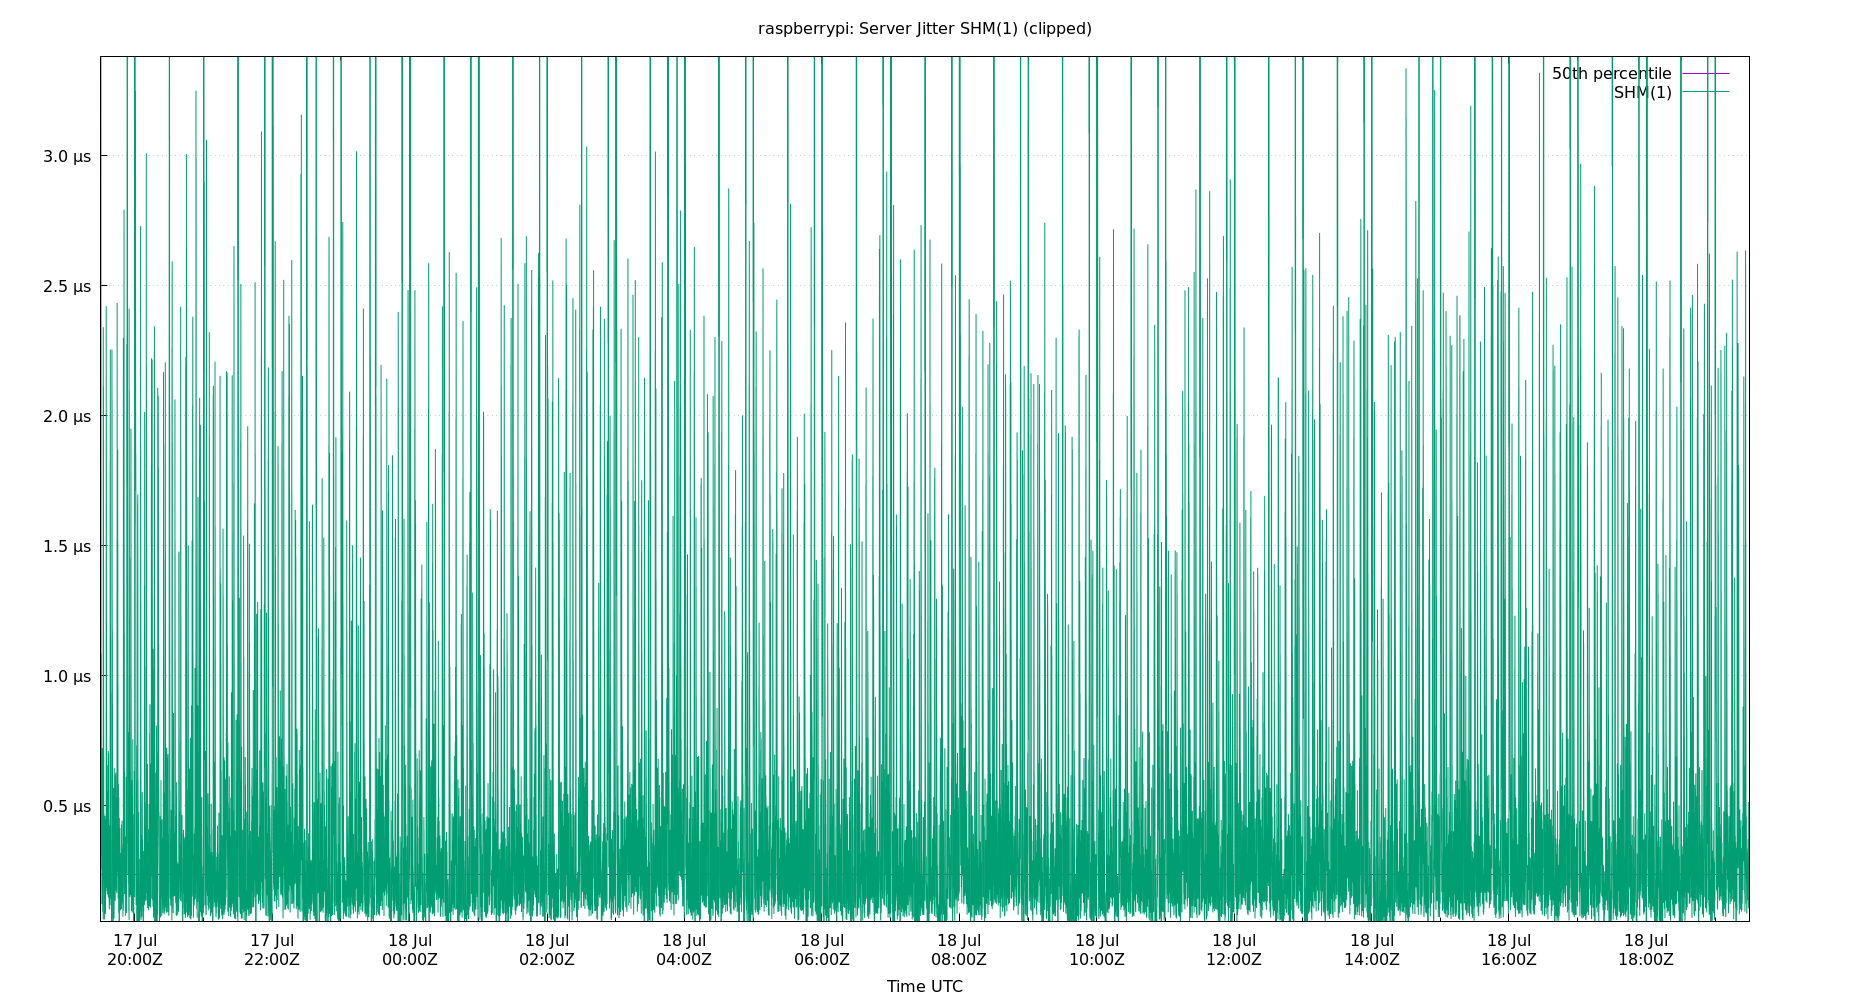 raspberrypi: Server Jitter SHM(1) (clipped)
50th percentile
SHM(1)
3.0 µs
2.5 µs
2.0 µs
1.5 µs
1.0 µs
0.5 µs
17 Jul 17 Jul 18 Jul 18 Jul 18 Jul 18 Jul 18 Jul 18 Jul 18 Jul 18 Jul 18 Jul 18 Jul
20:00Z 22:00Z 00:00Z 02:00Z 04:00Z 06:00Z 08:00Z 10:00Z 12:00Z 14:00Z 16:00Z 18:00Z
Time UTC